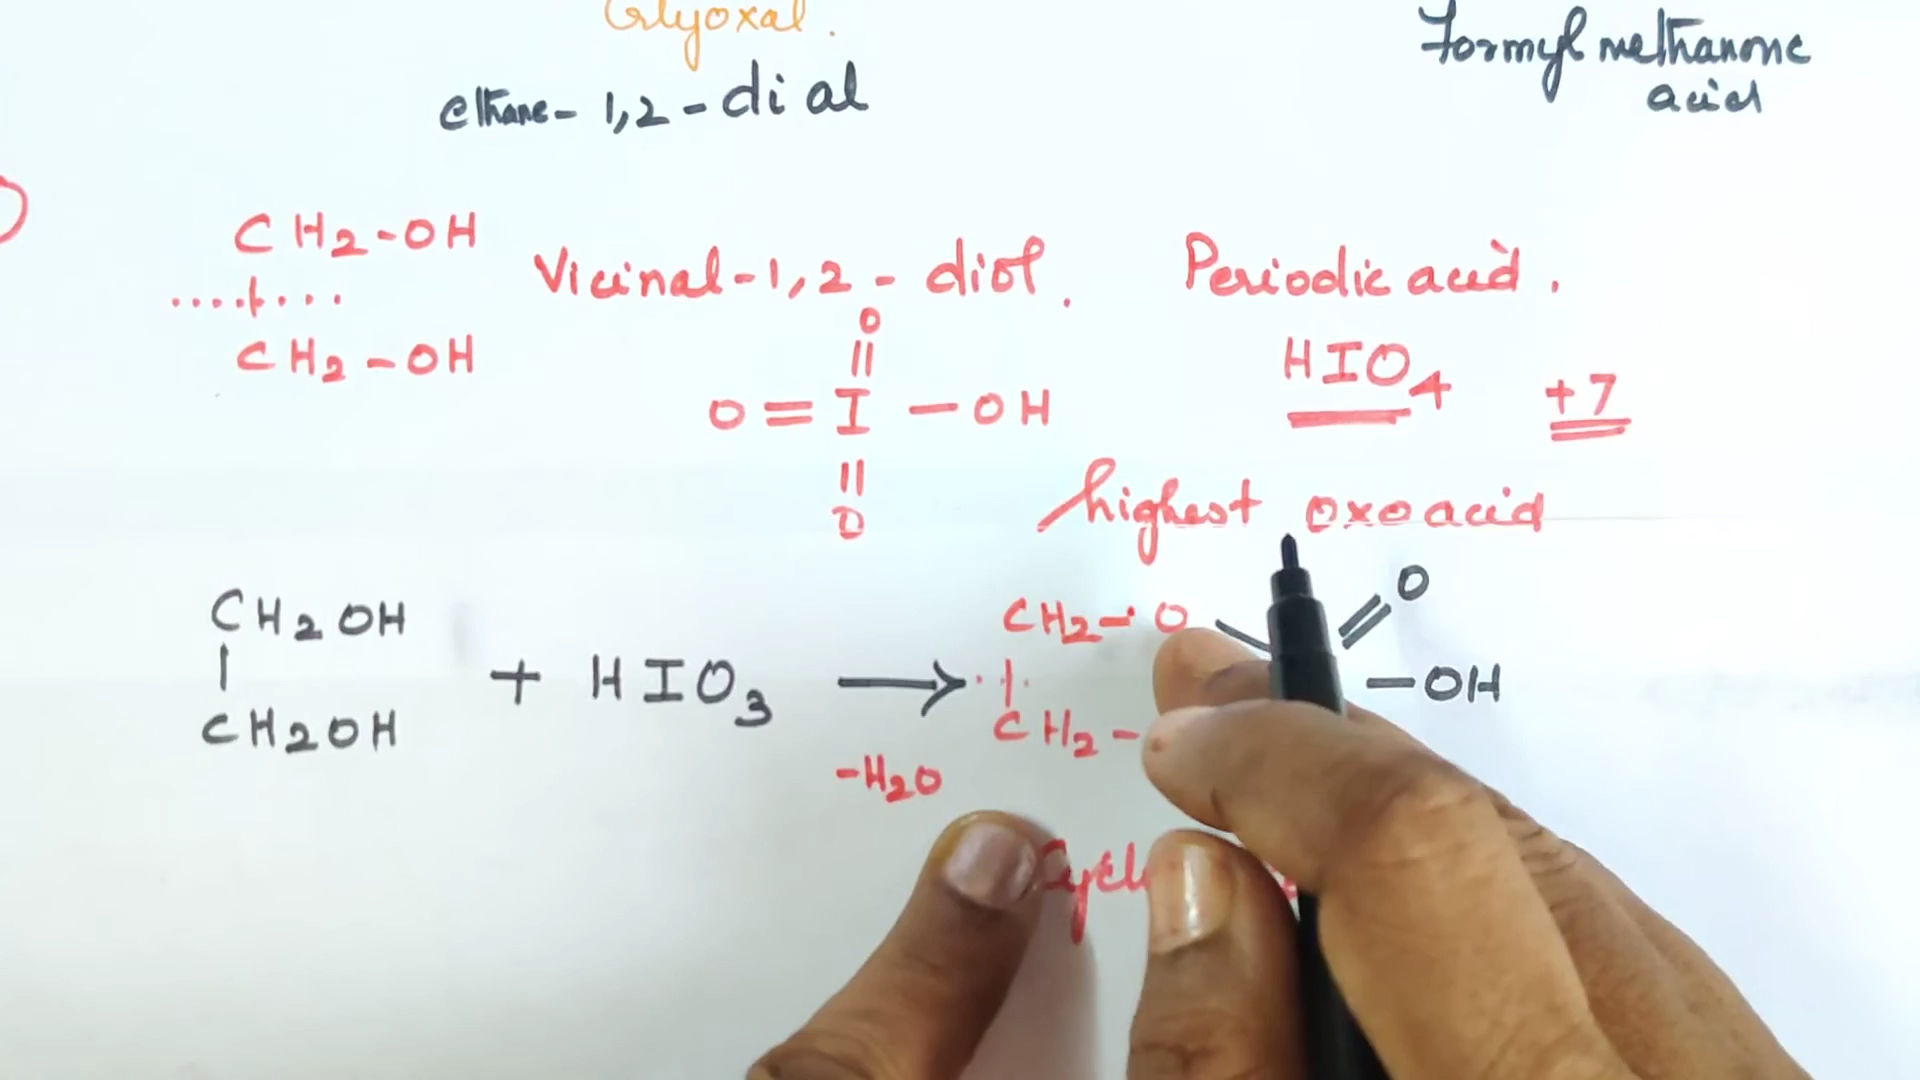 Glyoxal.
ethane-1,2-dial
Formyl methanone
acid
CH2-OH
CH2-OH
Vicinal-1,2-diol.
O
O=I-OH
O
Periodic acid.
HIO4 +7
highest oxoacid
CH2OH
CH2OH
+ HIO3
-H2O
CH2-O
CH2-
O
-OH